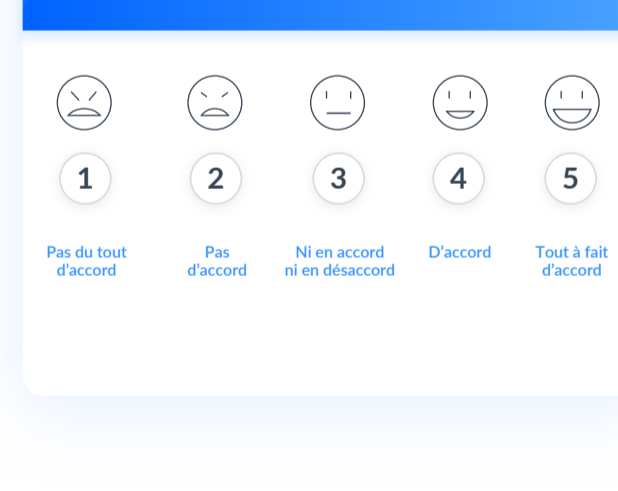 1
2
3
4
5
Pas du tout
d'accord
Pas
d'accord
Ni en accord
ni en désaccord
D'accord
Tout à fait
d'accord